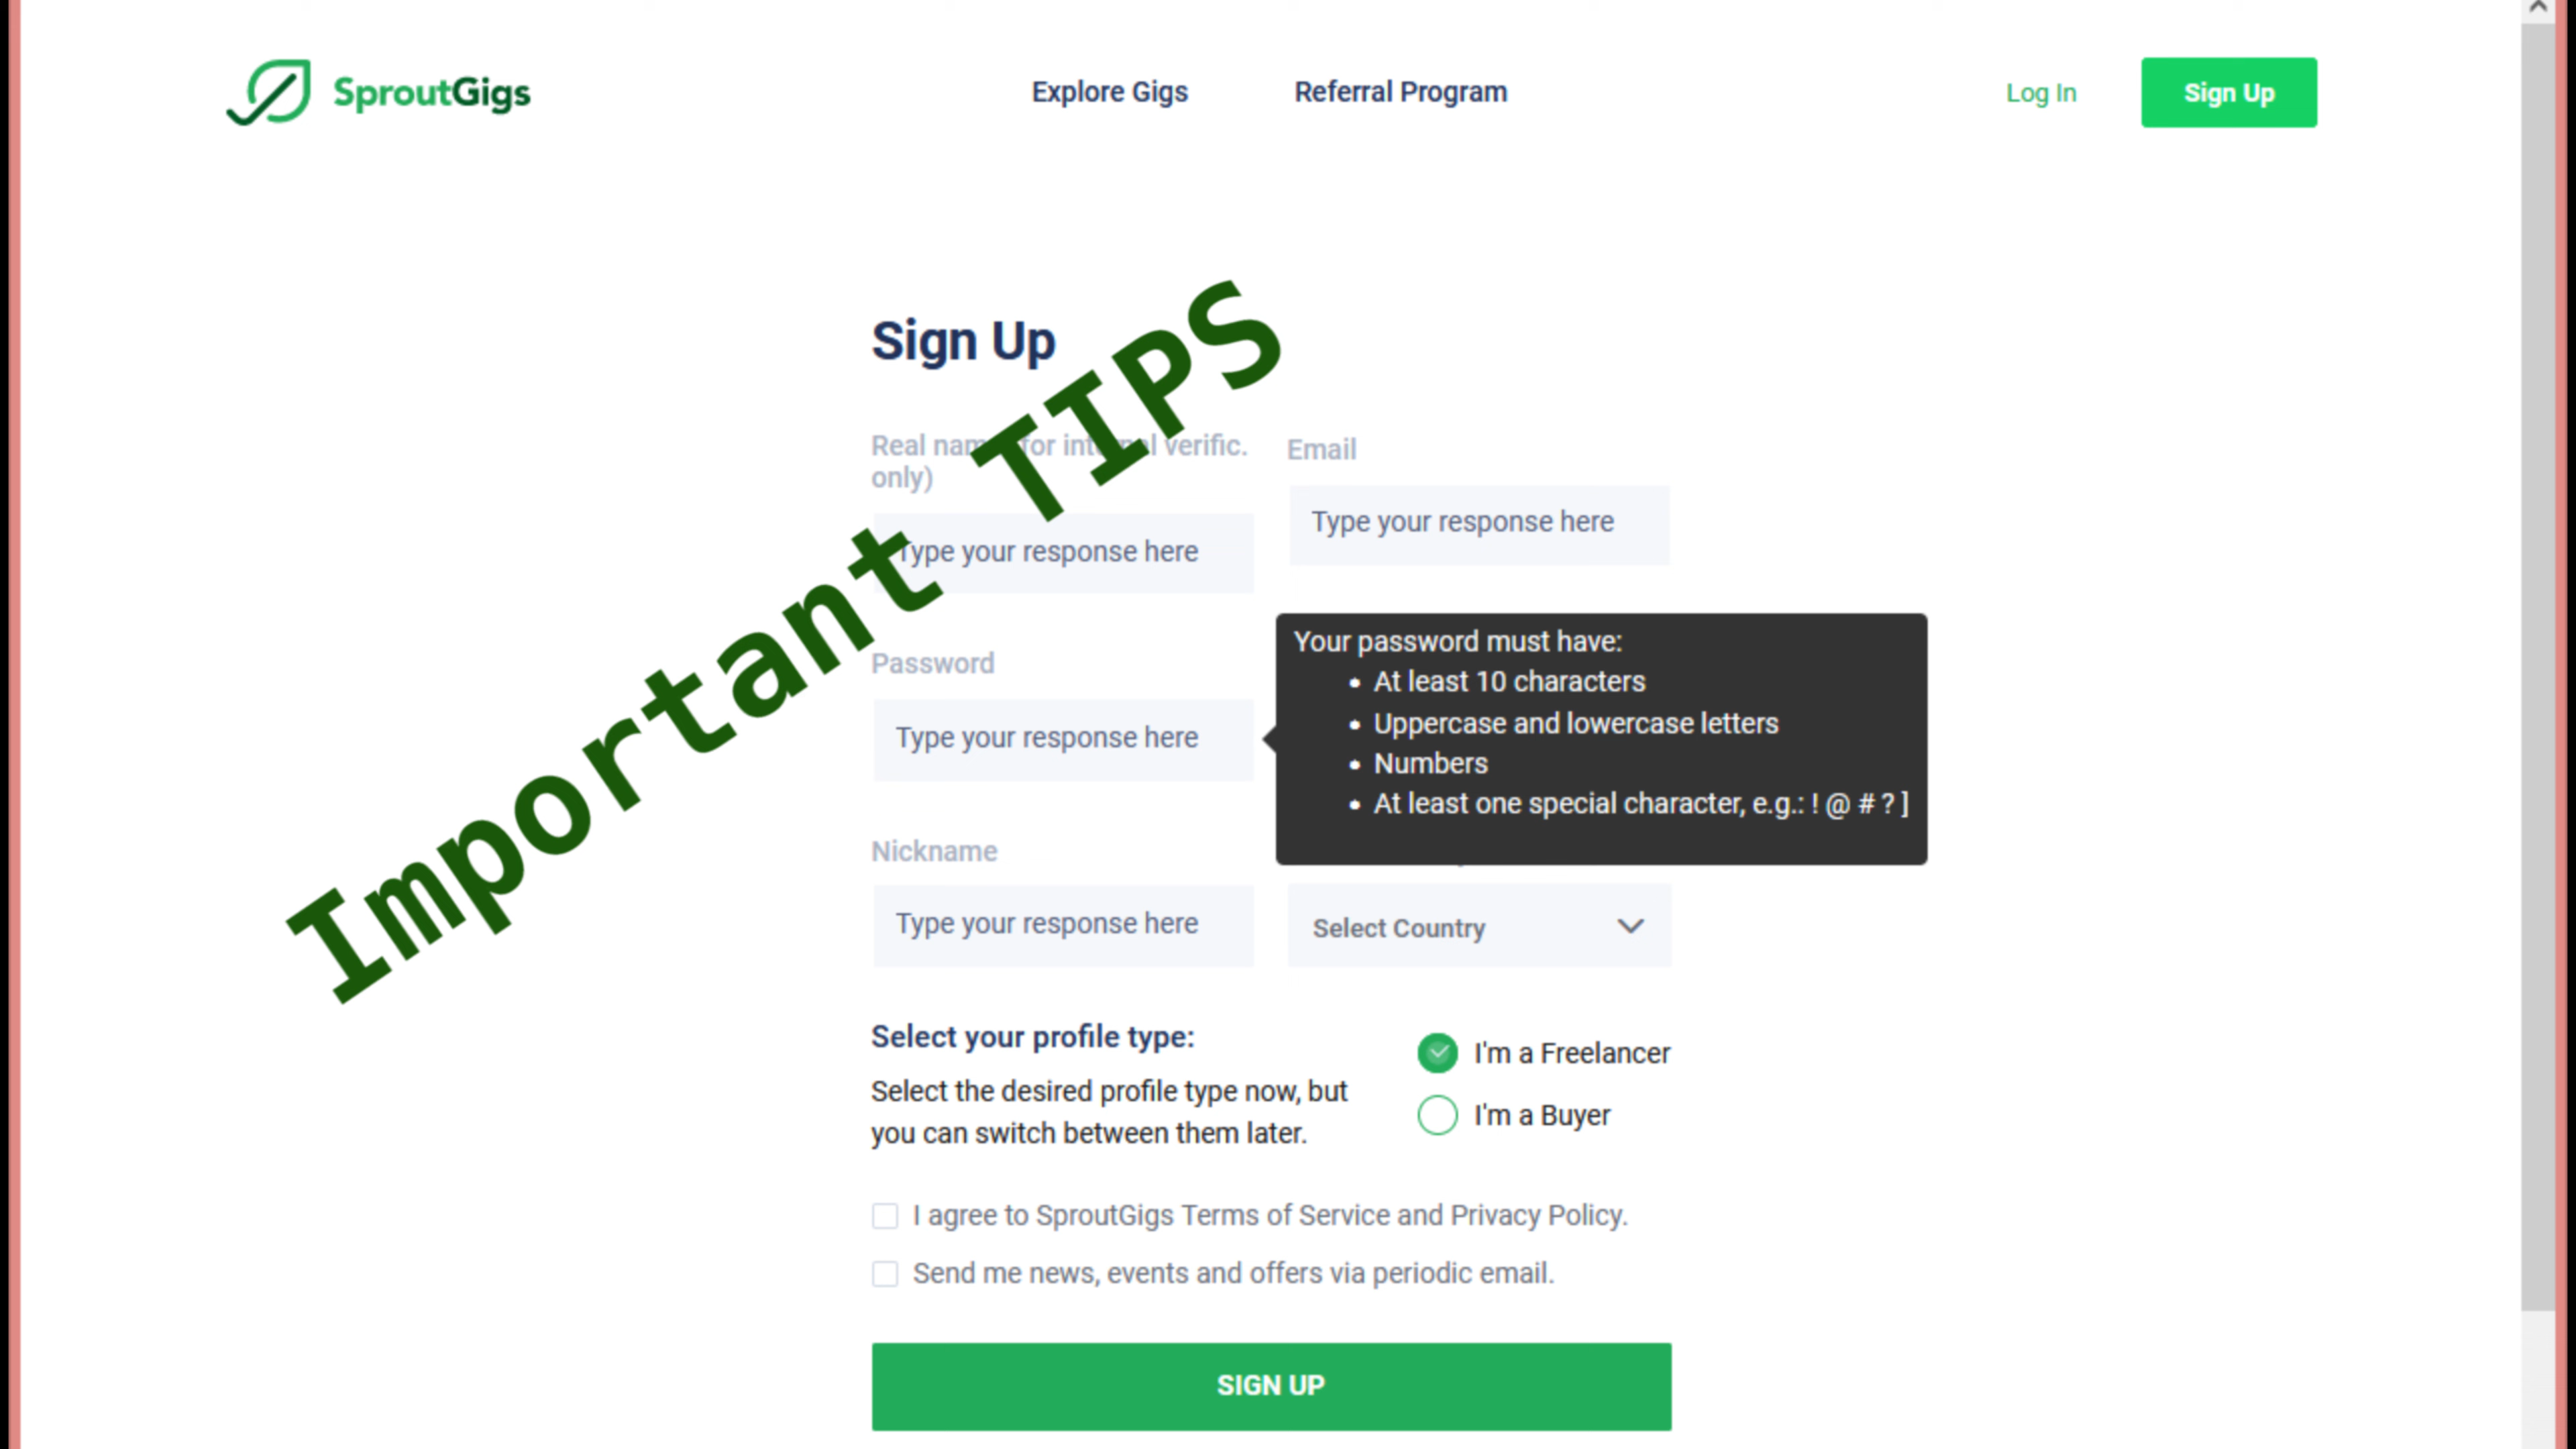 SproutGigs
Explore Gigs
Referral Program
Log In
Sign Up
Sign Up
Important TIPS
Real for verific.
only)
Email
Type your response here
Type your response here
Password
Type your response here
Your password must have:
• At least 10 characters
• Uppercase and lowercase letters
• Numbers
• At least one special character, e.g.: ! @ # ? ]
Nickname
Type your response here
Select Country
Select your profile type:
Select the desired profile type now, but
you can switch between them later.
I'm a Freelancer
I'm a Buyer
I agree to SproutGigs Terms of Service and Privacy Policy.
Send me news, events and offers via periodic email.
SIGN UP